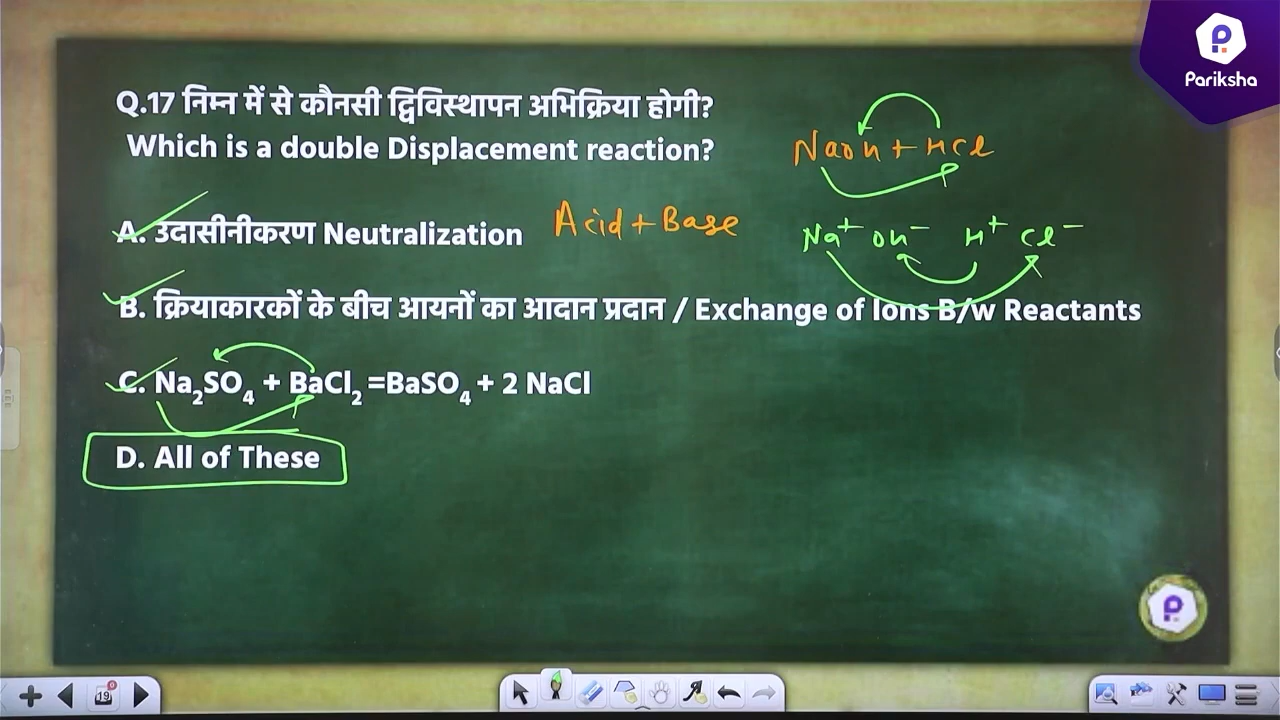 Pariksha
Q.17 निम्न में से कौनसी द्विविस्थापन अभिक्रिया होगी?
Which is a double Displacement reaction?
NaOH + HCl
A. उदासीनीकरण Neutralization
Acid + Base
Na⁺ OH⁻ H⁺ Cl⁻
B. क्रियाकारकों के बीच आयनों का आदान प्रदान / Exchange of Ions B/w Reactants
C. Na₂SO₄ + BaCl₂ =BaSO₄ + 2 NaCl
D. All of These
19